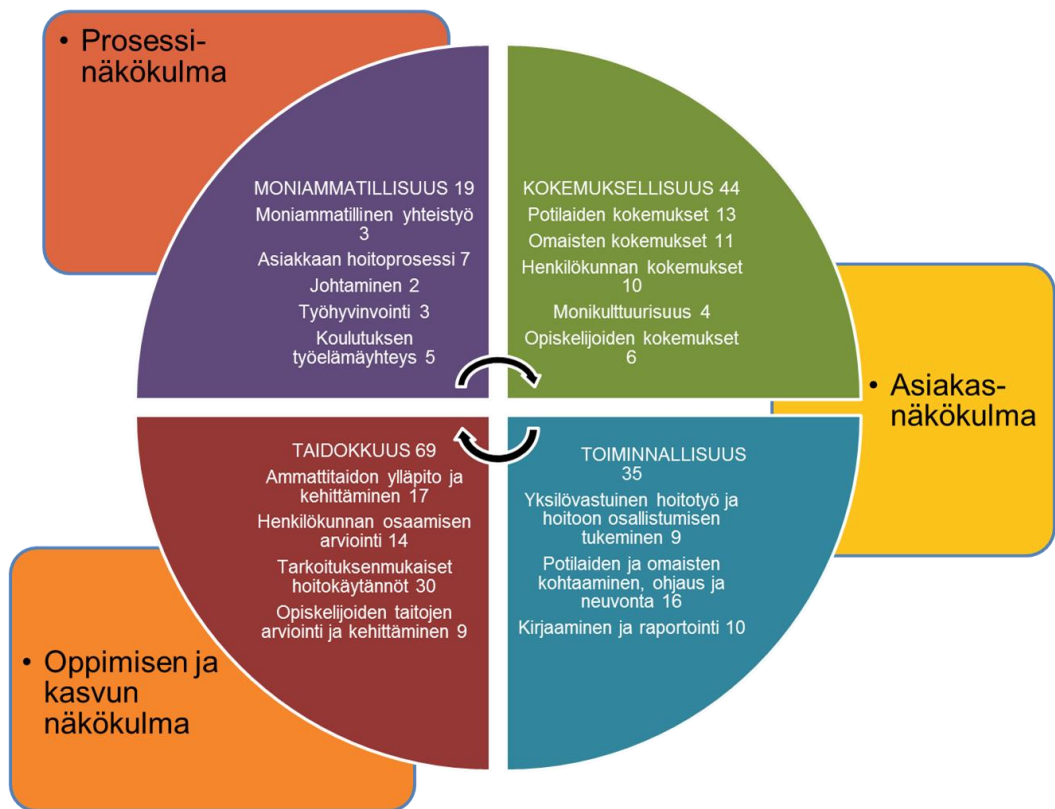 • Prosessi-
näkökulma
MONIAMMATILLISUUS 19
Moniammatillinen yhteistyö
3
Asiakkaan hoitoprosessi 7
Johtaminen 2
Työhyvinvointi 3
Koulutuksen
työelämäyhteys 5
KOKEMUKSELLISUUS 44
Potilaiden kokemukset 13
Omaisten kokemukset 11
Henkilökunnan kokemukset
10
Monikulttuurisuus 4
Opiskelijoiden kokemukset
6
• Asiakas-
näkökulma
TAIDOKKUUS 69
Ammattitaidon ylläpito ja
kehittäminen 17
Henkilökunnan osaamisen
arviointi 14
Tarkoituksenmukaiset
hoitokäytännöt 30
Opiskelijoiden taitojen
arviointi ja kehittäminen 9
TOIMINNALLISUUS
35
Yksilövastuinen hoitotyö ja
hoitoon osallistumisen
tukeminen 9
Potilaiden ja omaisten
kohtaaminen, ohjaus ja
neuvonta 16
Kirjaaminen ja raportointi 10
• Oppimisen ja
kasvun
näkökulma